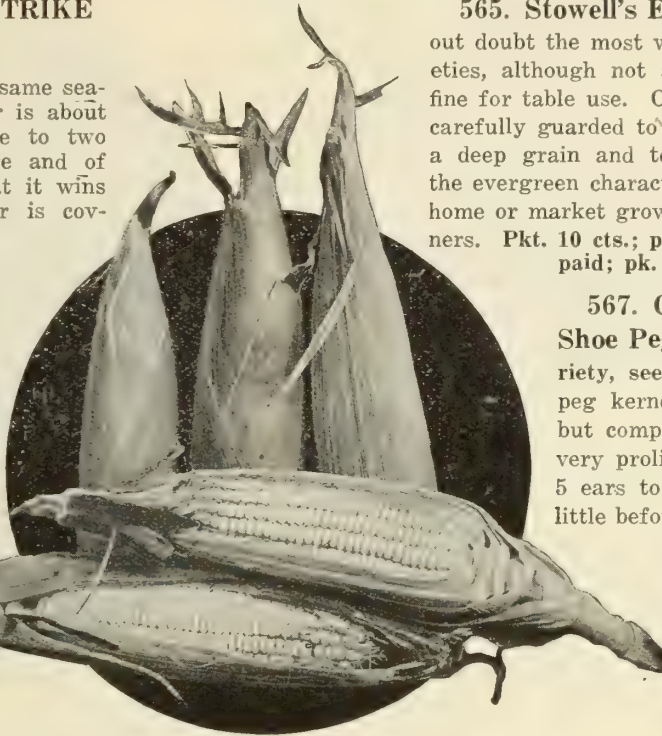 TRIKE
same sea-
r is about
e to two
e and of
t it wins
r is cov-
565. Stowell's E
out doubt the most v
eties, although not
fine for table use. C
carefully guarded to
a deep grain and te
the evergreen charac
home or market grow
ners. Pkt. 10 cts.; p
paid; pk.
567. C
Shoe Pe
riety, see
peg kerne
but comp
very proli
5 ears to
little befo